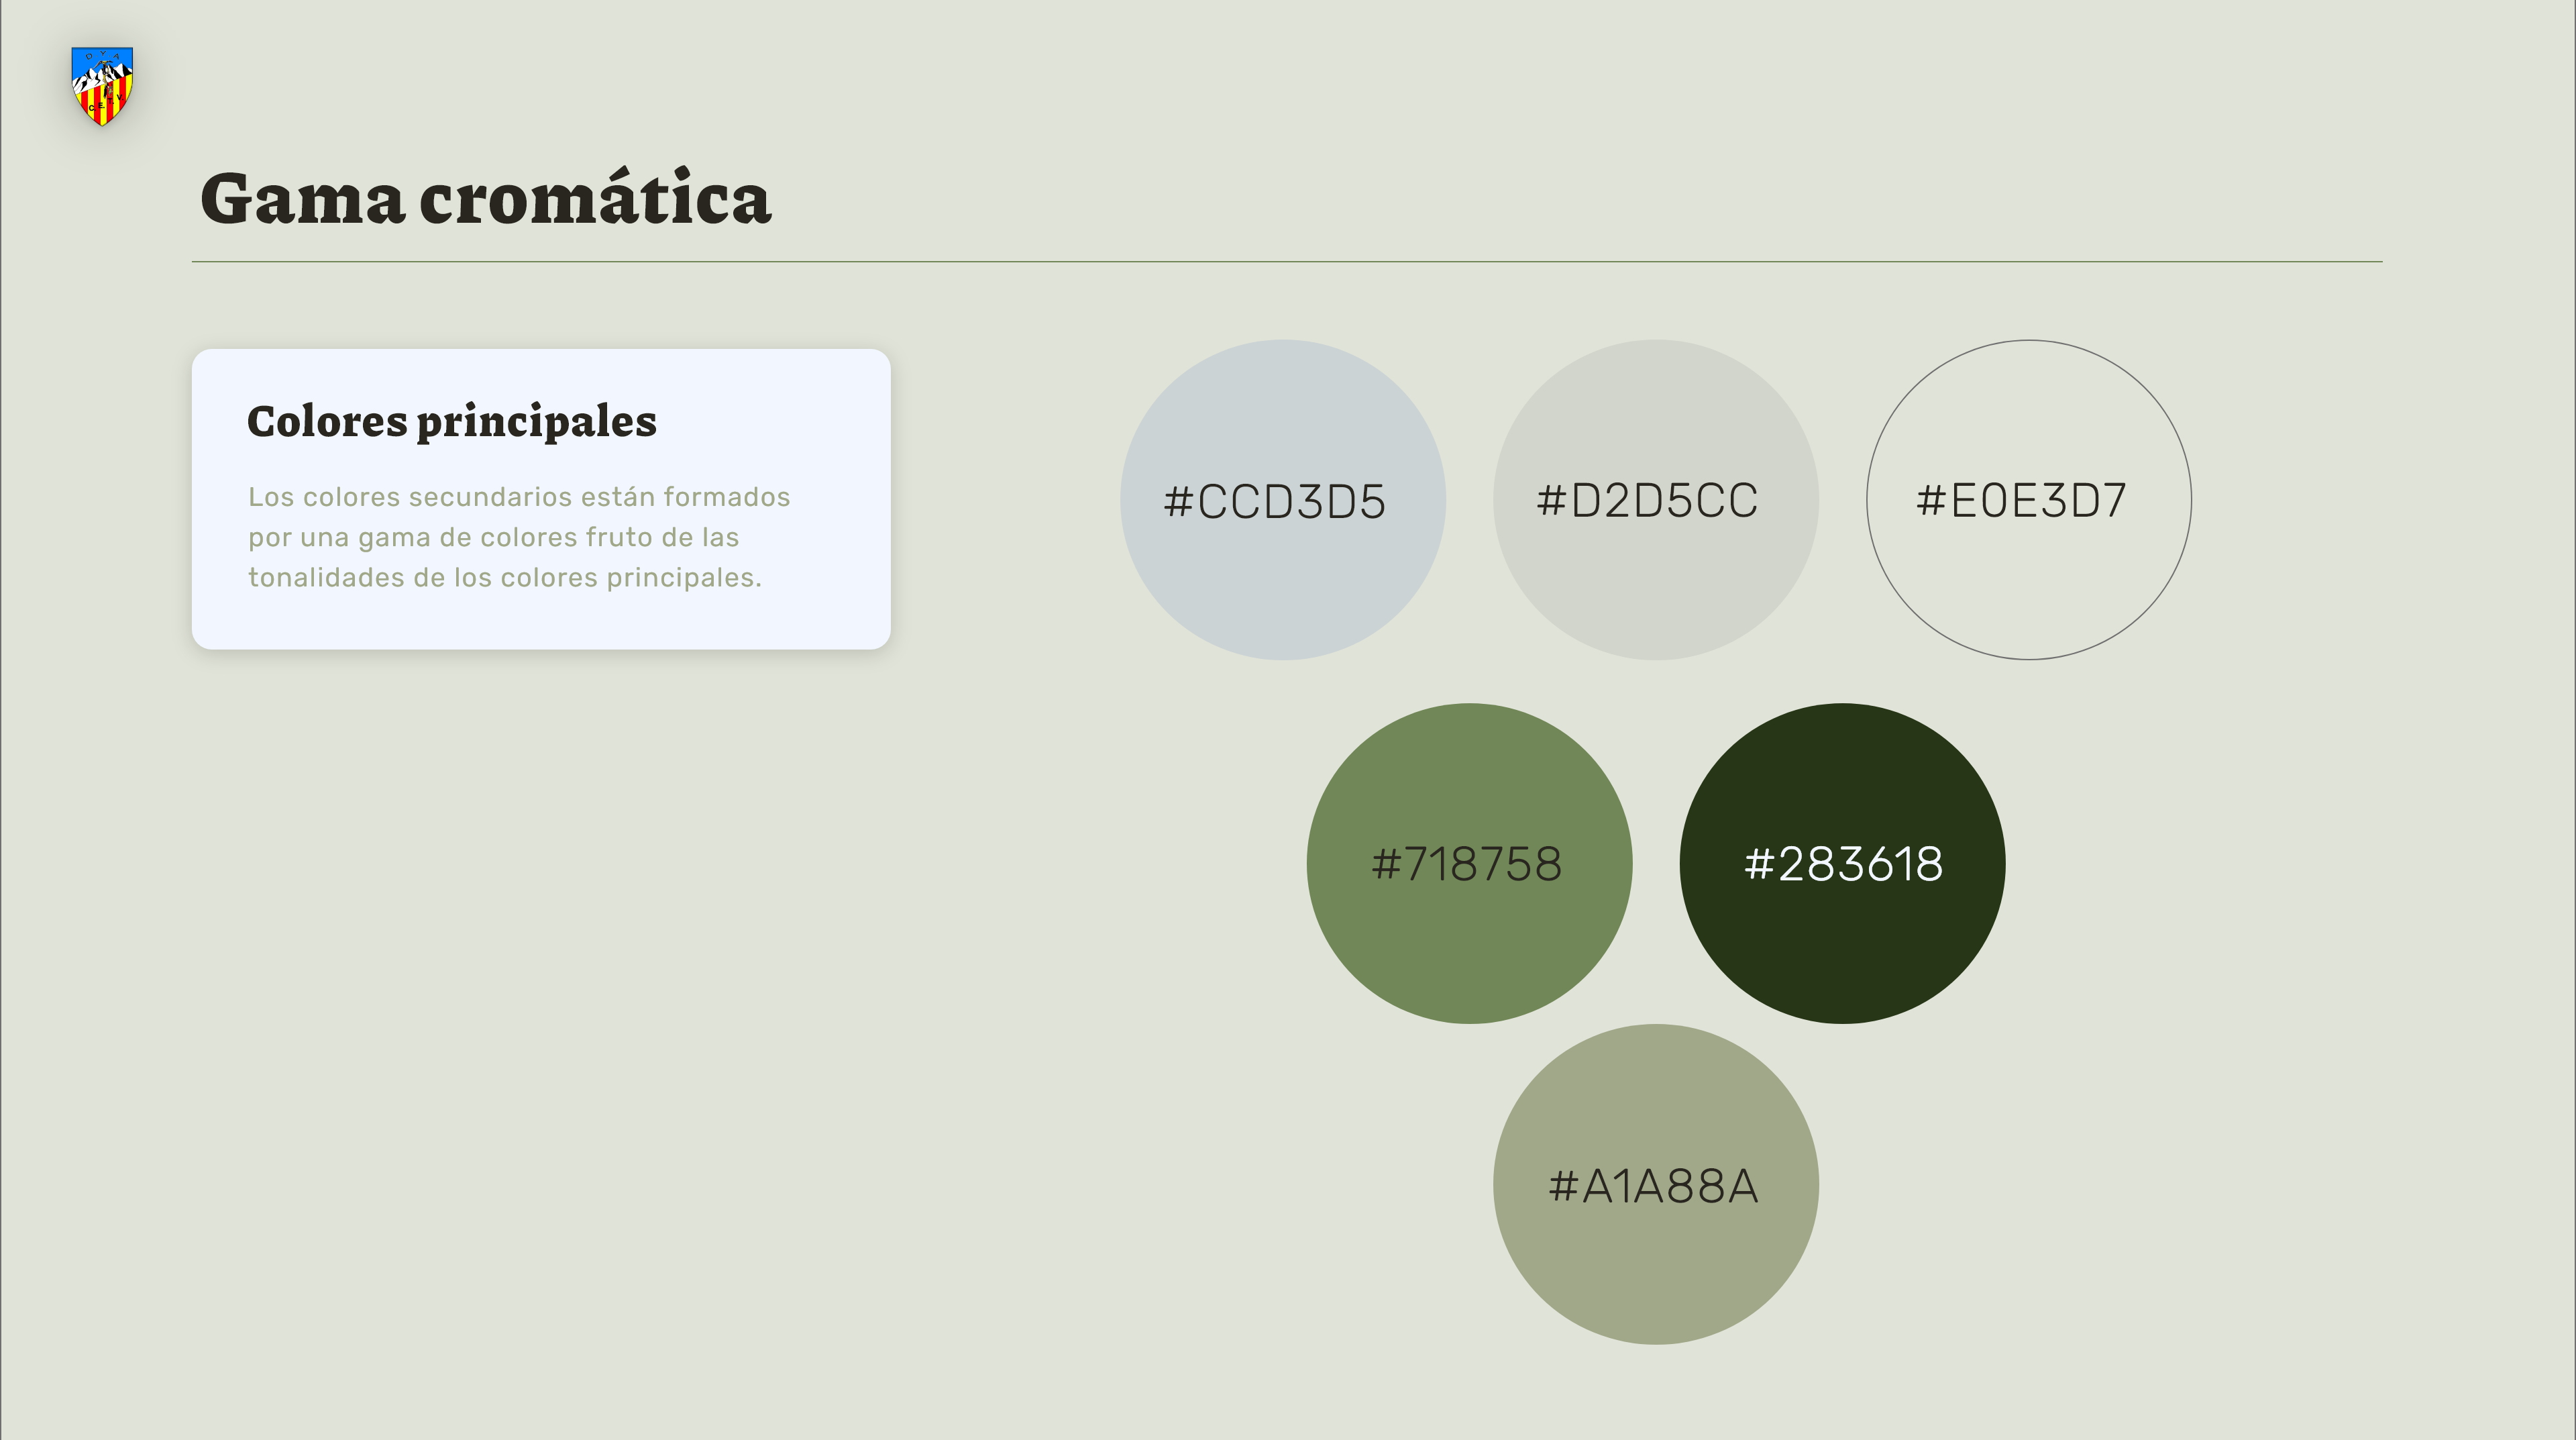 U Y A
C. E. T. V.
Gama cromática
Colores principales
Los colores secundarios están formados
por una gama de colores fruto de las
tonalidades de los colores principales.
#CCD3D5
#D2D5CC
#E0E3D7
#718758
#283618
#A1A88A